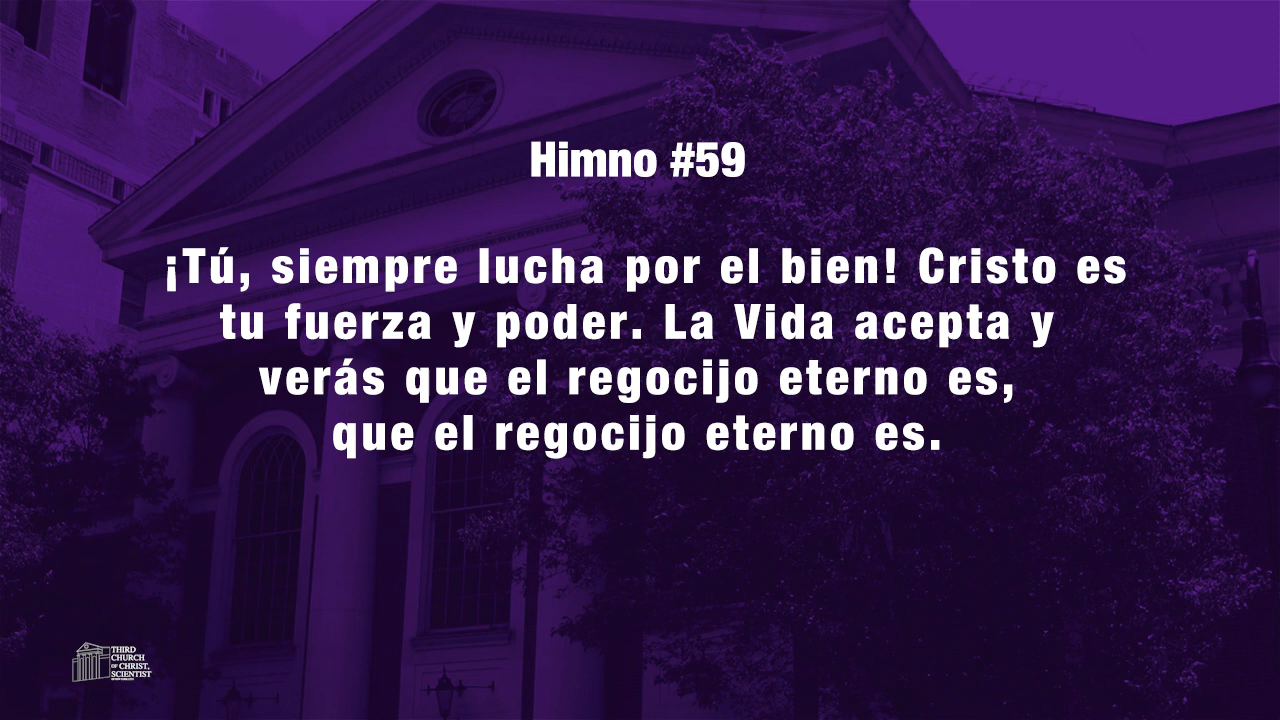 Himno #59
¡Tú, siempre lucha por el bien! Cristo es
tu fuerza y poder. La Vida acepta y
verás que el regocijo eterno es,
que el regocijo eterno es.
THIRD
CHURCH
OF CHRIST,
SCIENTIST